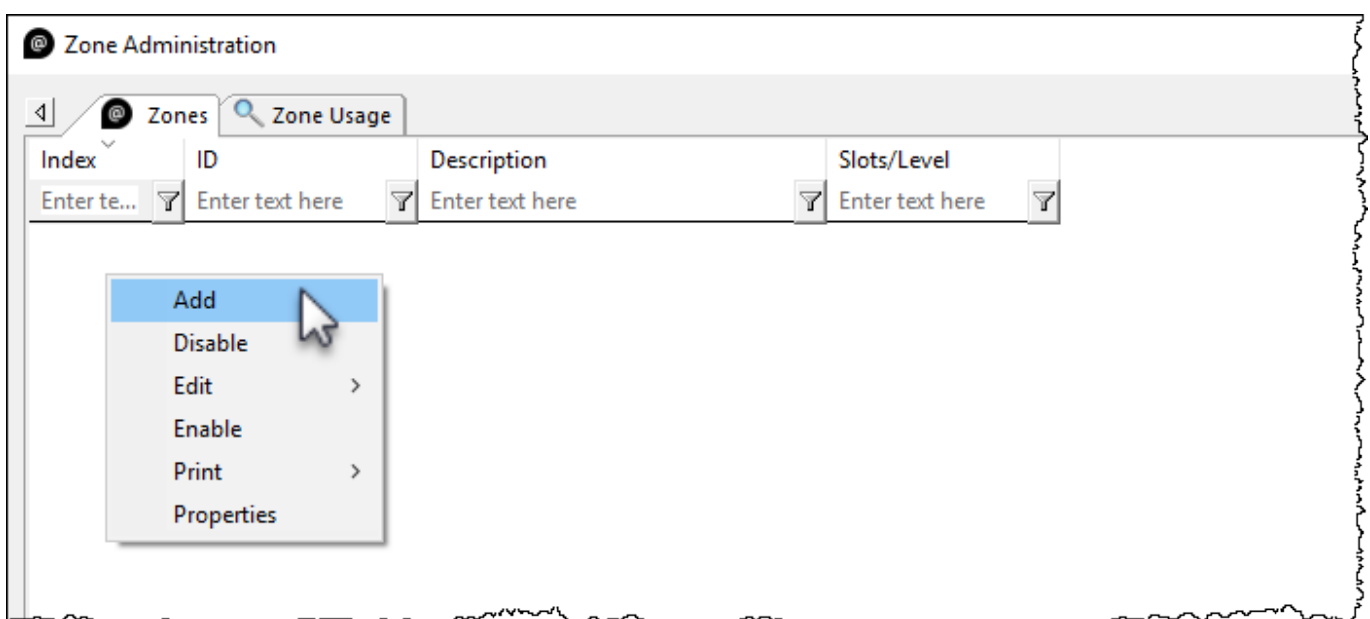 @ Zone Administration
@ Zones Zone Usage
Index ID Description Slots/Level
Enter te... Enter text here Enter text here Enter text here
Add
Disable
Edit >
Enable
Print >
Properties